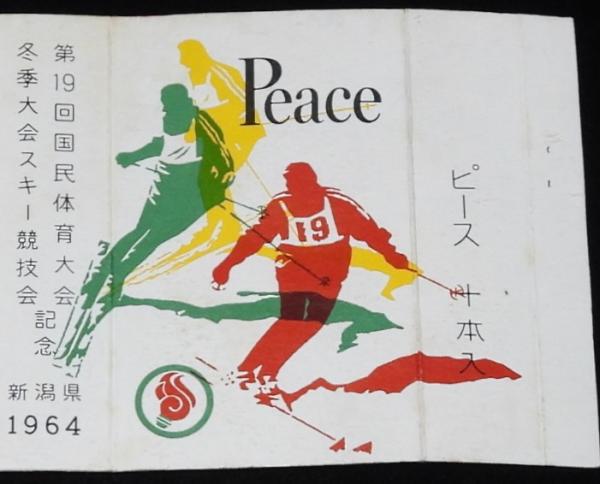 第19回国民体育大会
冬季大会スキー競技会
記念
新潟県
1964
Peace
19
ピース 十本入